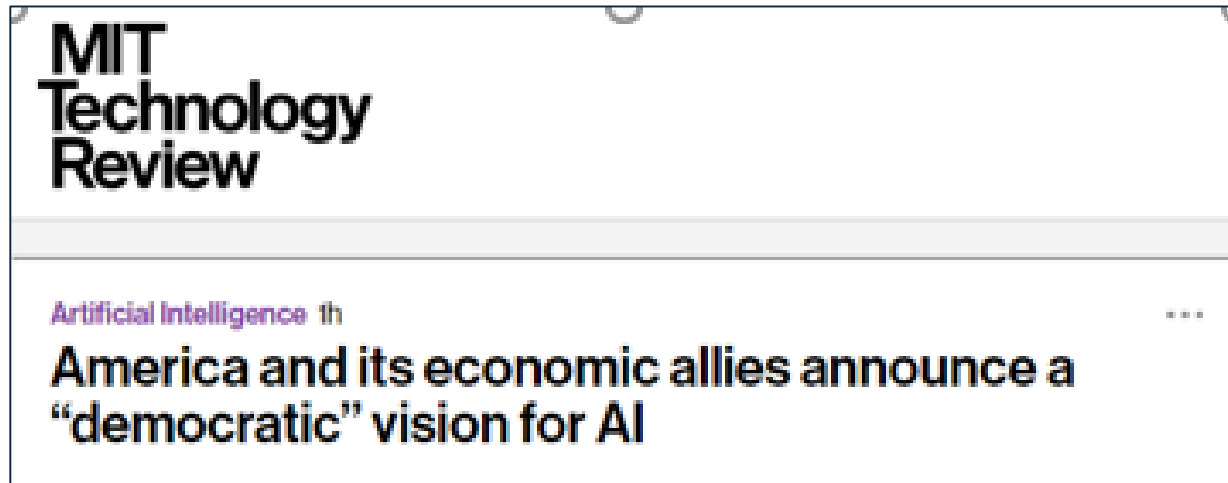 MIT
Technology
Review
Artificial Intelligence 1h
America and its economic allies announce a
“democratic” vision for AI